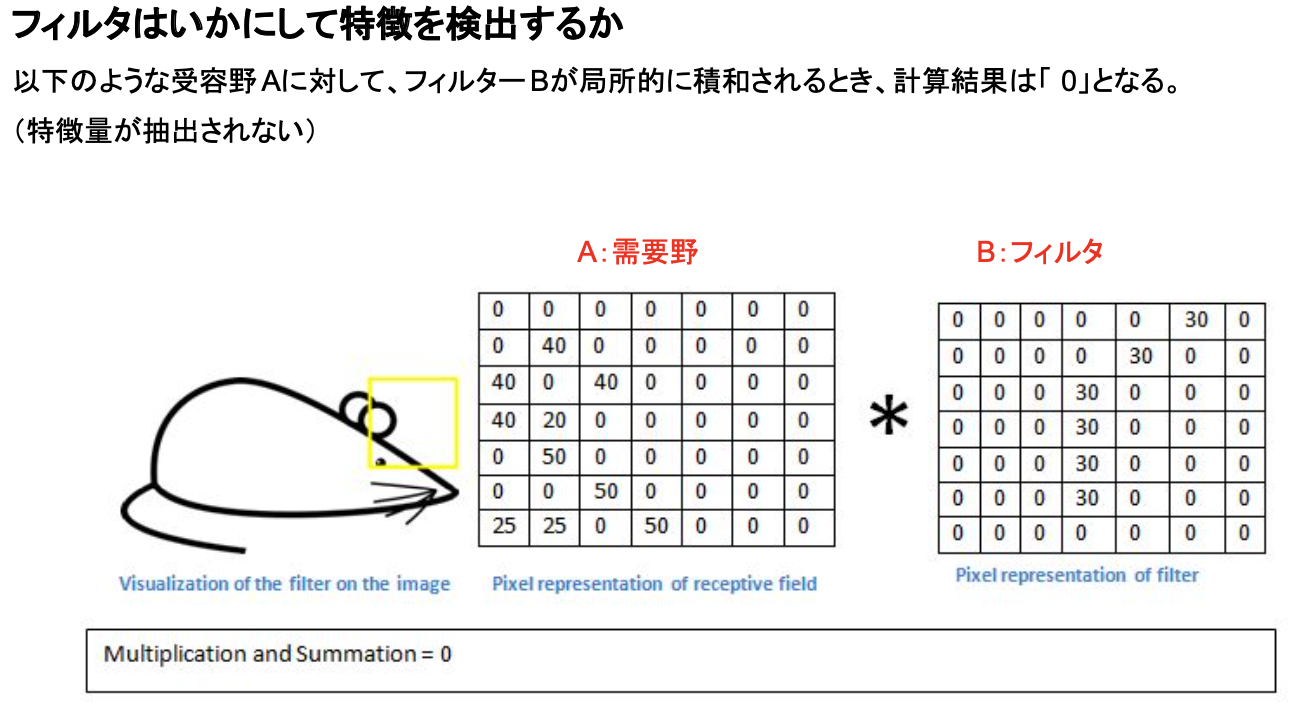 フィルタはいかにして特徴を検出するか
以下のような受容野Aに対して、フィルターBが局所的に積和されるとき、計算結果は「 0」となる。
（特徴量が抽出されない）
A：需要野
B：フィルタ
0 0 0 0 0 0 0
0 40 0 0 0 0 0
40 0 40 0 0 0 0
40 20 0 0 0 0 0
0 50 0 0 0 0 0
0 0 50 0 0 0 0
25 25 0 50 0 0 0
*
0 0 0 0 0 30 0
0 0 0 0 30 0 0
0 0 0 30 0 0 0
0 0 0 30 0 0 0
0 0 0 30 0 0 0
0 0 0 30 0 0 0
0 0 0 0 0 0 0
Visualization of the filter on the image
Pixel representation of receptive field
Pixel representation of filter
Multiplication and Summation = 0